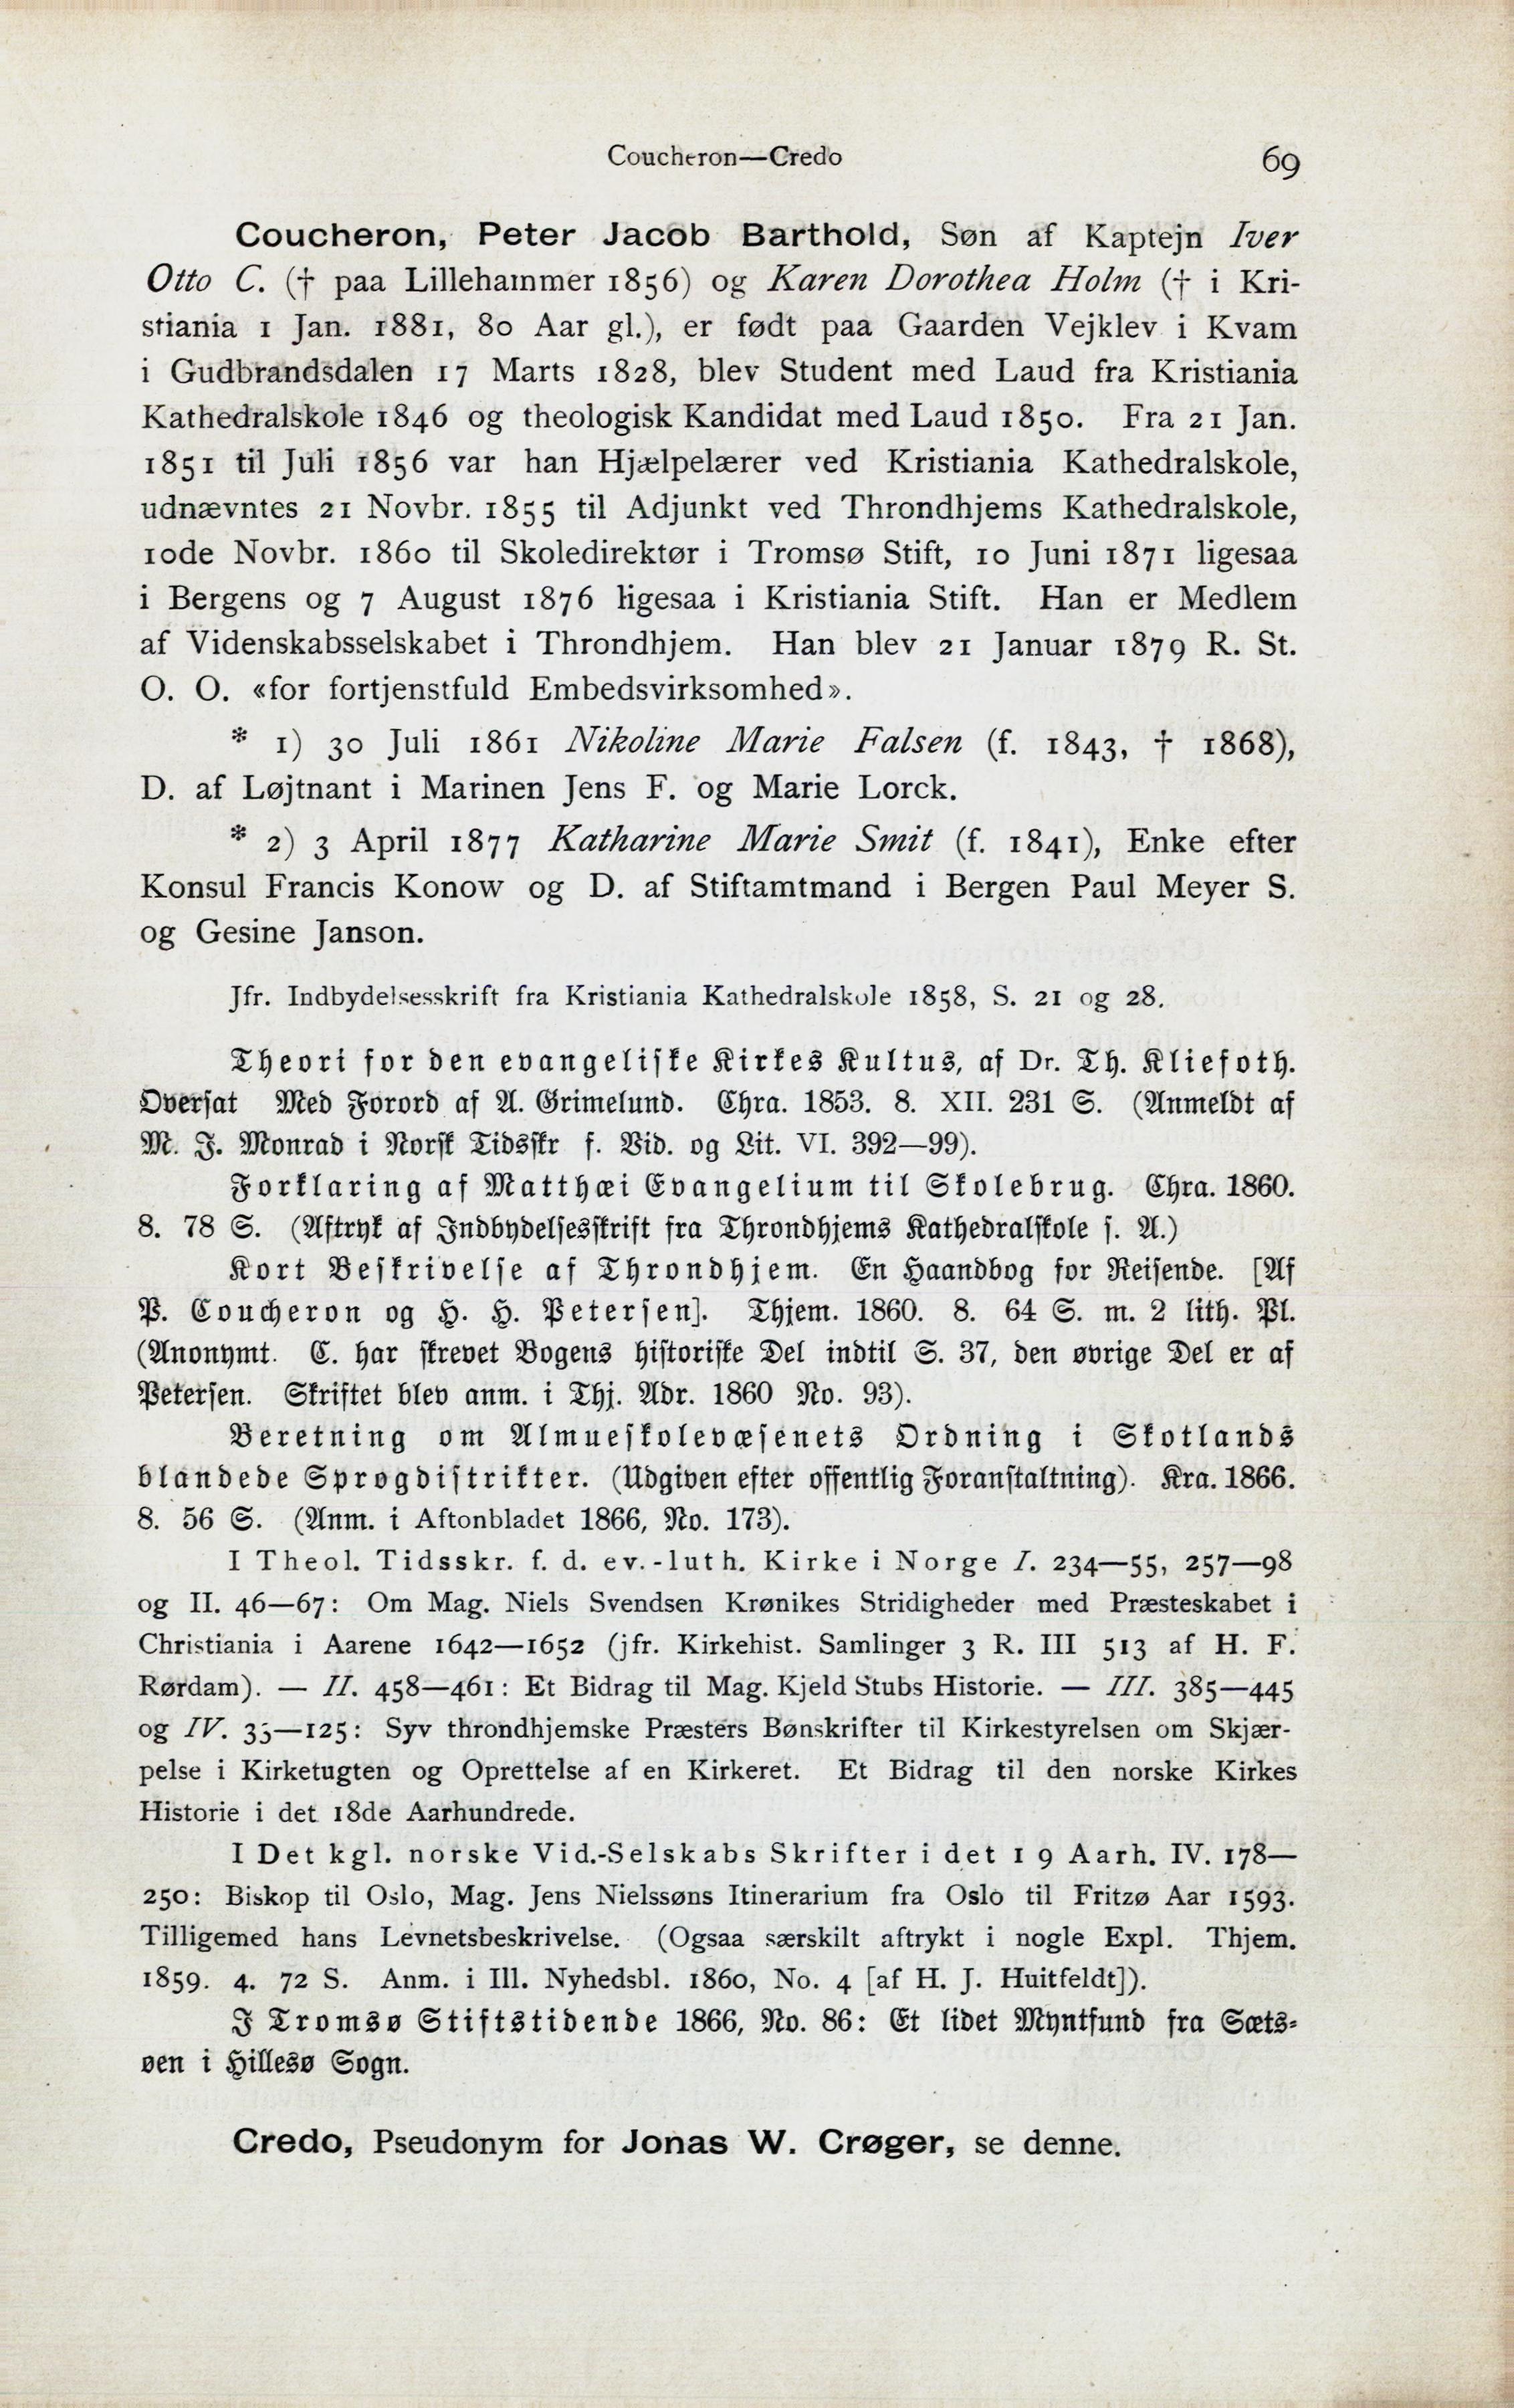 Coucheron—Credo 69
Coucheron, Peter Jacob Barthold, Søn af Kaptejn Iver
Otto C. († paa Lillehammer 1856) og Karen Dorothea Holm († i Kri-
stiania 1 Jan. 1881, 80 Aar gl.), er født paa Gaarden Vejklev i Kvam
i Gudbrandsdalen 17 Marts 1828, blev Student med Laud fra Kristiania
Kathedralskole 1846 og theologisk Kandidat med Laud 1850. Fra 21 Jan.
1851 til Juli 1856 var han Hjælpelærer ved Kristiania Kathedralskole,
udnævntes 21 Novbr. 1855 til Adjunkt ved Throndhjems Kathedralskole,
10de Novbr. 1860 til Skoledirektør i Tromsø Stift, 10 Juni 1871 ligesaa
i Bergens og 7 August 1876 ligesaa i Kristiania Stift. Han er Medlem
af Videnskabsselskabet i Throndhjem. Han blev 21 Januar 1879 R. St.
O. O. «for fortjenstfuld Embedsvirksomhed».
* 1) 30 Juli 1861 Nikoline Marie Falsen (f. 1843, † 1868),
D. af Løjtnant i Marinen Jens F. og Marie Lorck.
* 2) 3 April 1877 Katharine Marie Smit (f. 1841), Enke efter
Konsul Francis Konow og D. af Stiftamtmand i Bergen Paul Meyer S.
og Gesine Janson.
Jfr. Indbydelsesskrift fra Kristiania Kathedralskole 1858, S. 21 og 28.
Theori for den evangeliske Kirkes Kultus, af Dr. Th. Kliefoth.
Oversat Med Forord af A. Grimelund. Chra. 1853. 8. XII. 231 S. (Anmeldt af
M. J. Monrad i Norsk Tidsskr f. Vid. og Lit. VI. 392—99).
Forklaring af Matthæi Evangelium til Skolebrug. Chra. 1860.
8. 78 S. (Aftryk af Indbydelsesskrift fra Throndhjems Kathedralskole s. A.)
Kort Beskrivelse af Throndhjem. En Haandbog for Reisende. [Af
P. Coucheron og H. H. Petersen]. Thjem. 1860. 8. 64 S. m. 2 lith. Pl.
(Anonymt. C. har skrevet Bogens historiske Del indtil S. 37, den øvrige Del er af
Petersen. Skriftet blev anm. i Thj. Adr. 1860 No. 93).
Beretning om Almueskolevæsenets Ordning i Skotlands
blandede Sprogdistrikter. (Udgiven efter offentlig Foranstaltning). Kra. 1866.
8. 56 S. (Anm. i Aftonbladet 1866, No. 173).
I Theol. Tidsskr. f. d. ev.-luth. Kirke i Norge I. 234—55, 257—98
og II. 46—67: Om Mag. Niels Svendsen Krønikes Stridigheder med Præsteskabet i
Christiania i Aarene 1642—1652 (jfr. Kirkehist. Samlinger 3 R. III 513 af H. F.
Rørdam). — II. 458—461: Et Bidrag til Mag. Kjeld Stubs Historie. — III. 385—445
og IV. 33—125: Syv throndhjemske Præsters Bønskrifter til Kirkestyrelsen om Skjær-
pelse i Kirketugten og Oprettelse af en Kirkeret. Et Bidrag til den norske Kirkes
Historie i det 18de Aarhundrede.
I Det kgl. norske Vid.-Selskabs Skrifter i det 19 Aarh. IV. 178—
250: Biskop til Oslo, Mag. Jens Nielssøns Itinerarium fra Oslo til Fritzø Aar 1593.
Tilligemed hans Levnetsbeskrivelse. (Ogsaa særskilt aftrykt i nogle Expl. Thjem.
1859. 4. 72 S. Anm. i Ill. Nyhedsbl. 1860, No. 4 [af H. J. Huitfeldt]).
I Tromsø Stiftstidende 1866, No. 86: Et lidet Myntfund fra Sæts-
øen i Hillesø Sogn.
Credo, Pseudonym for Jonas W. Crøger, se denne.